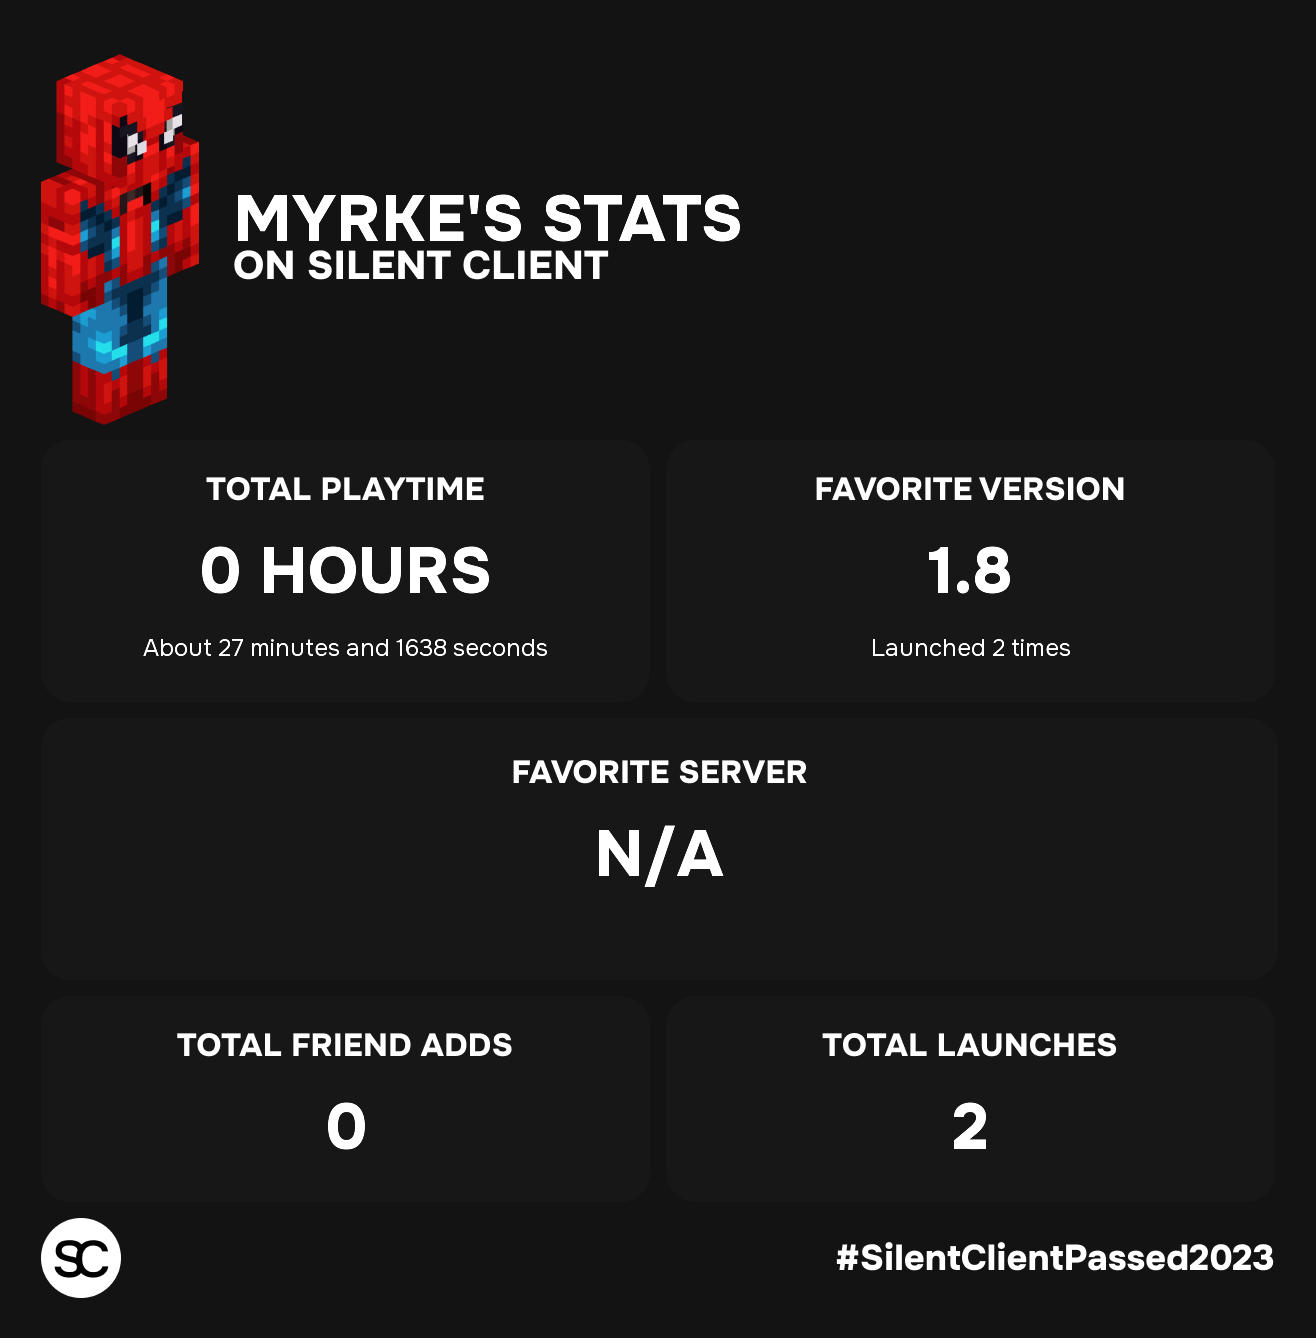 MYRKE'S STATS
ON SILENT CLIENT
TOTAL PLAYTIME
0 HOURS
About 27 minutes and 1638 seconds
FAVORITE VERSION
1.8
Launched 2 times
FAVORITE SERVER
N/A
TOTAL FRIEND ADDS
0
TOTAL LAUNCHES
2
SC
#SilentClientPassed2023